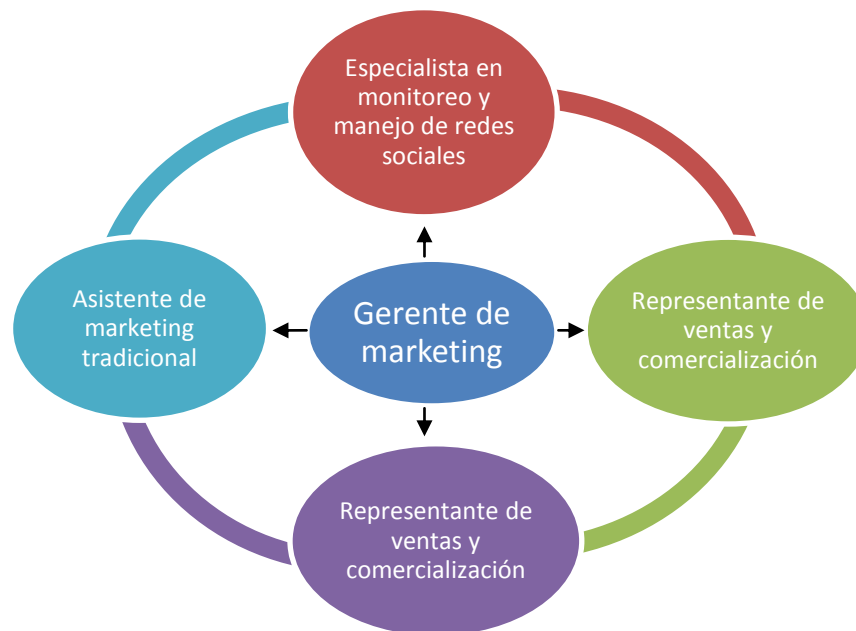 Especialista en
monitoreo y
manejo de redes
sociales
Asistente de
marketing
tradicional
Gerente de
marketing
Representante de
ventas y
comercialización
Representante de
ventas y
comercialización